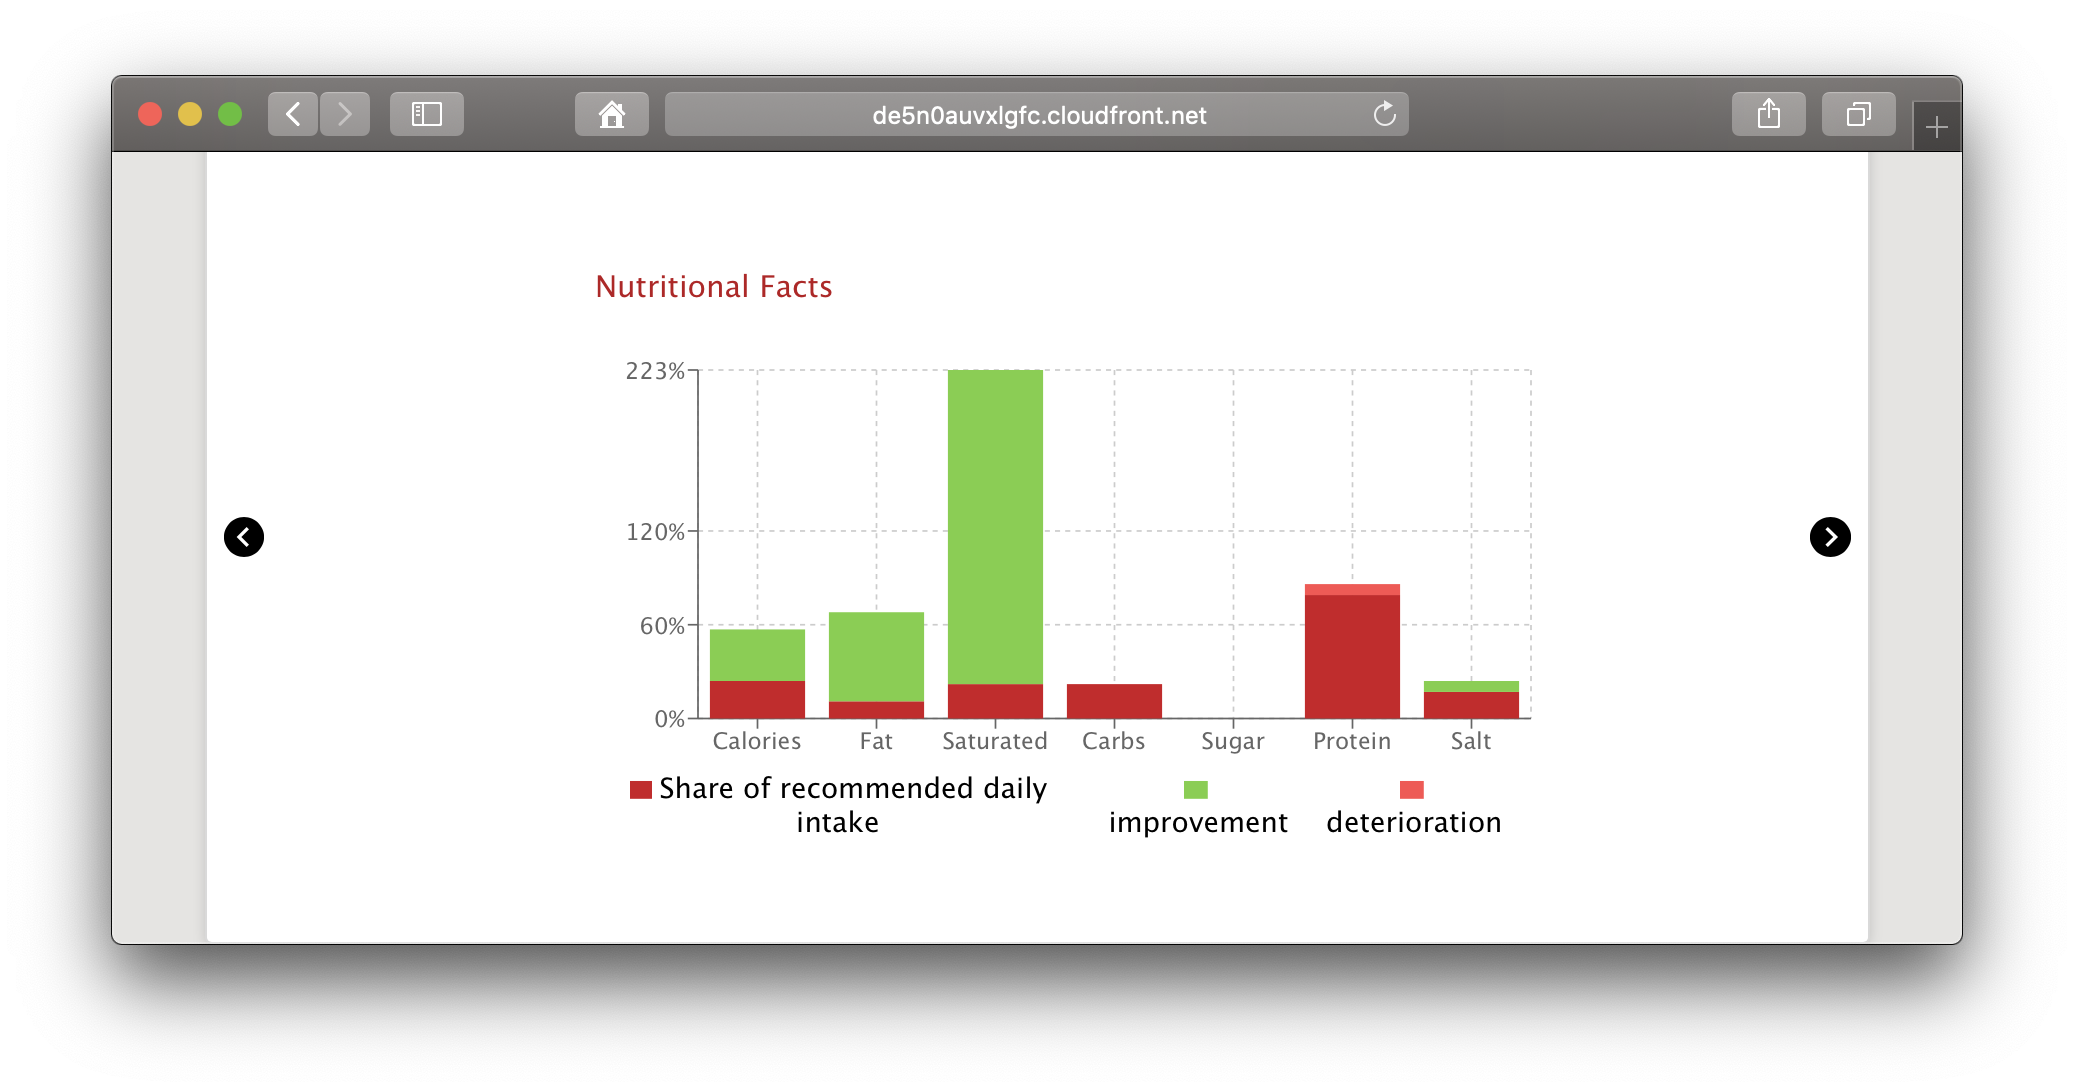 de5n0auvxlgfc.cloudfront.net
Nutritional Facts
223%
120%
60%
0%
Calories Fat Saturated Carbs Sugar Protein Salt
Share of recommended daily
intake
improvement
deterioration